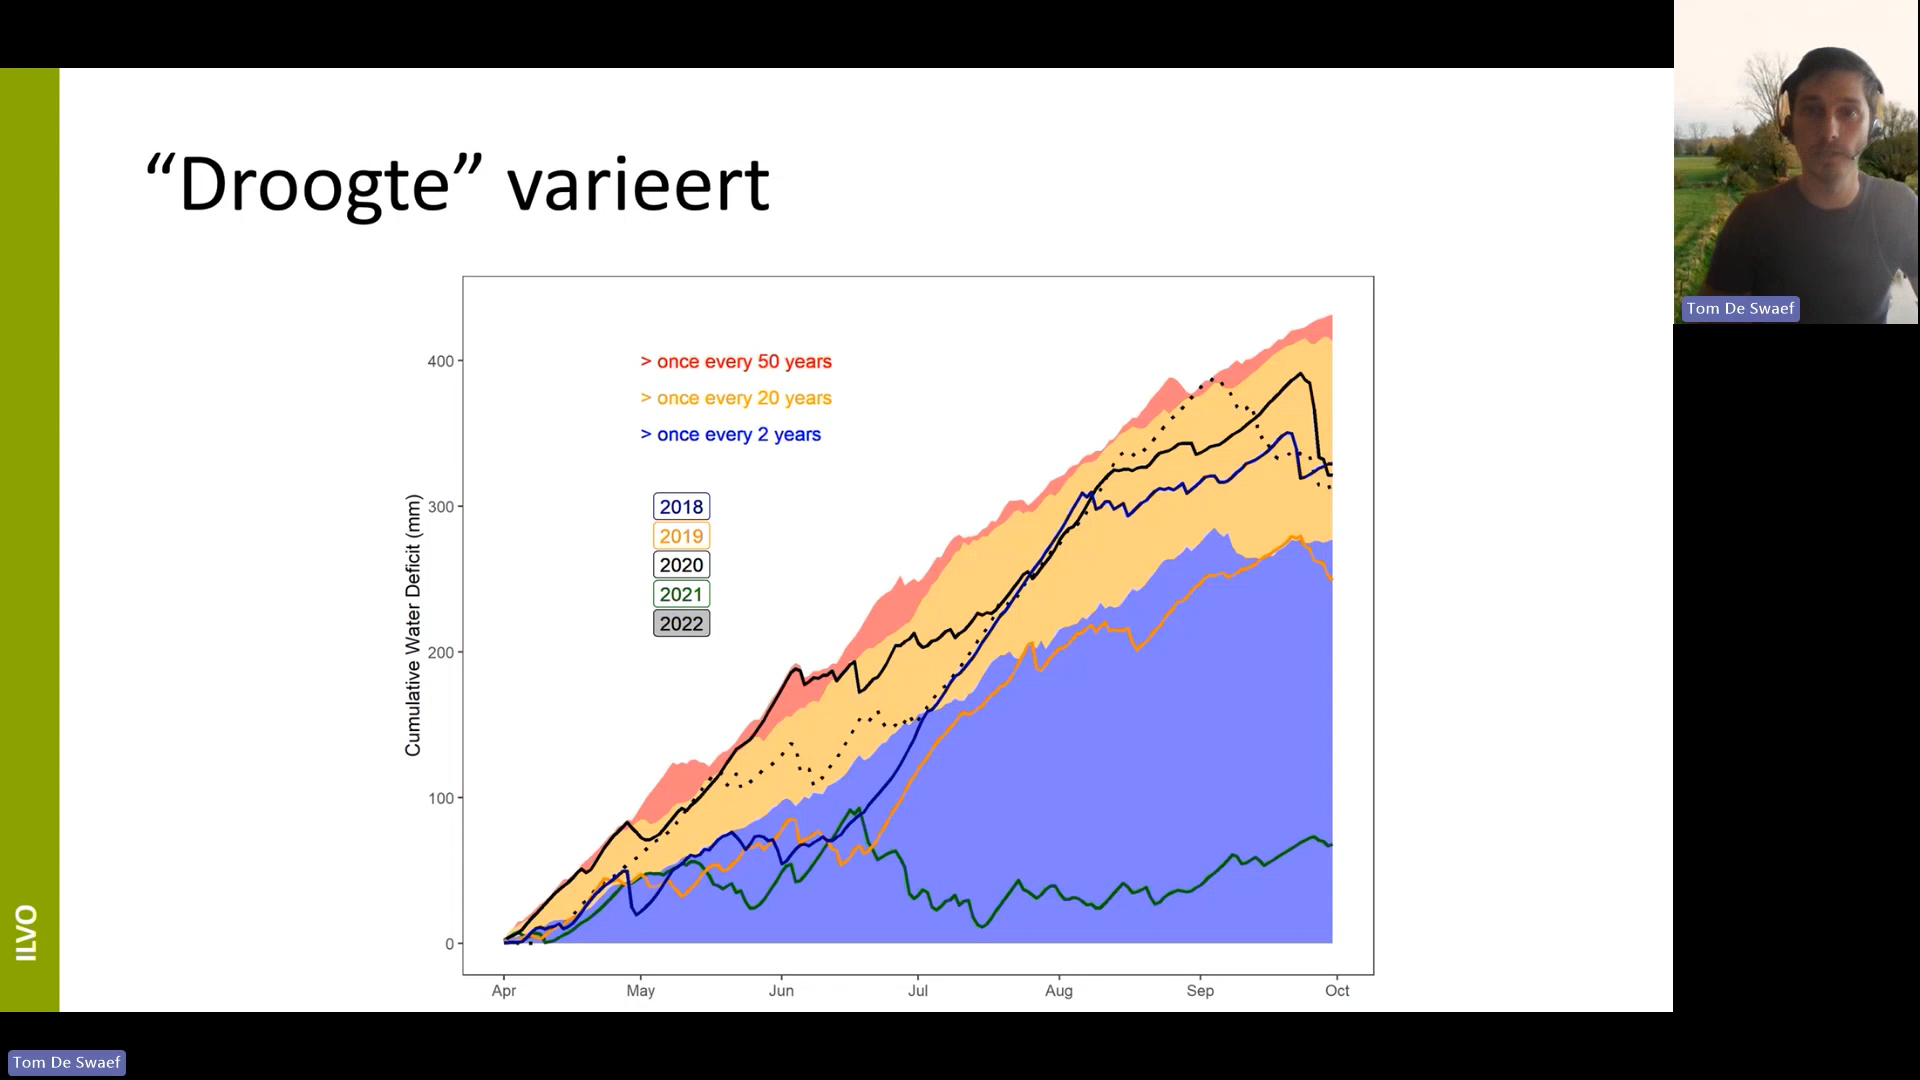 “Droogte” varieert
> once every 50 years
> once every 20 years
> once every 2 years
2018
2019
2020
2021
2022
Cumulative Water Deficit (mm)
400
300
200
100
0
Apr May Jun Jul Aug Sep Oct
ILVO
Tom De Swaef
Tom De Swaef